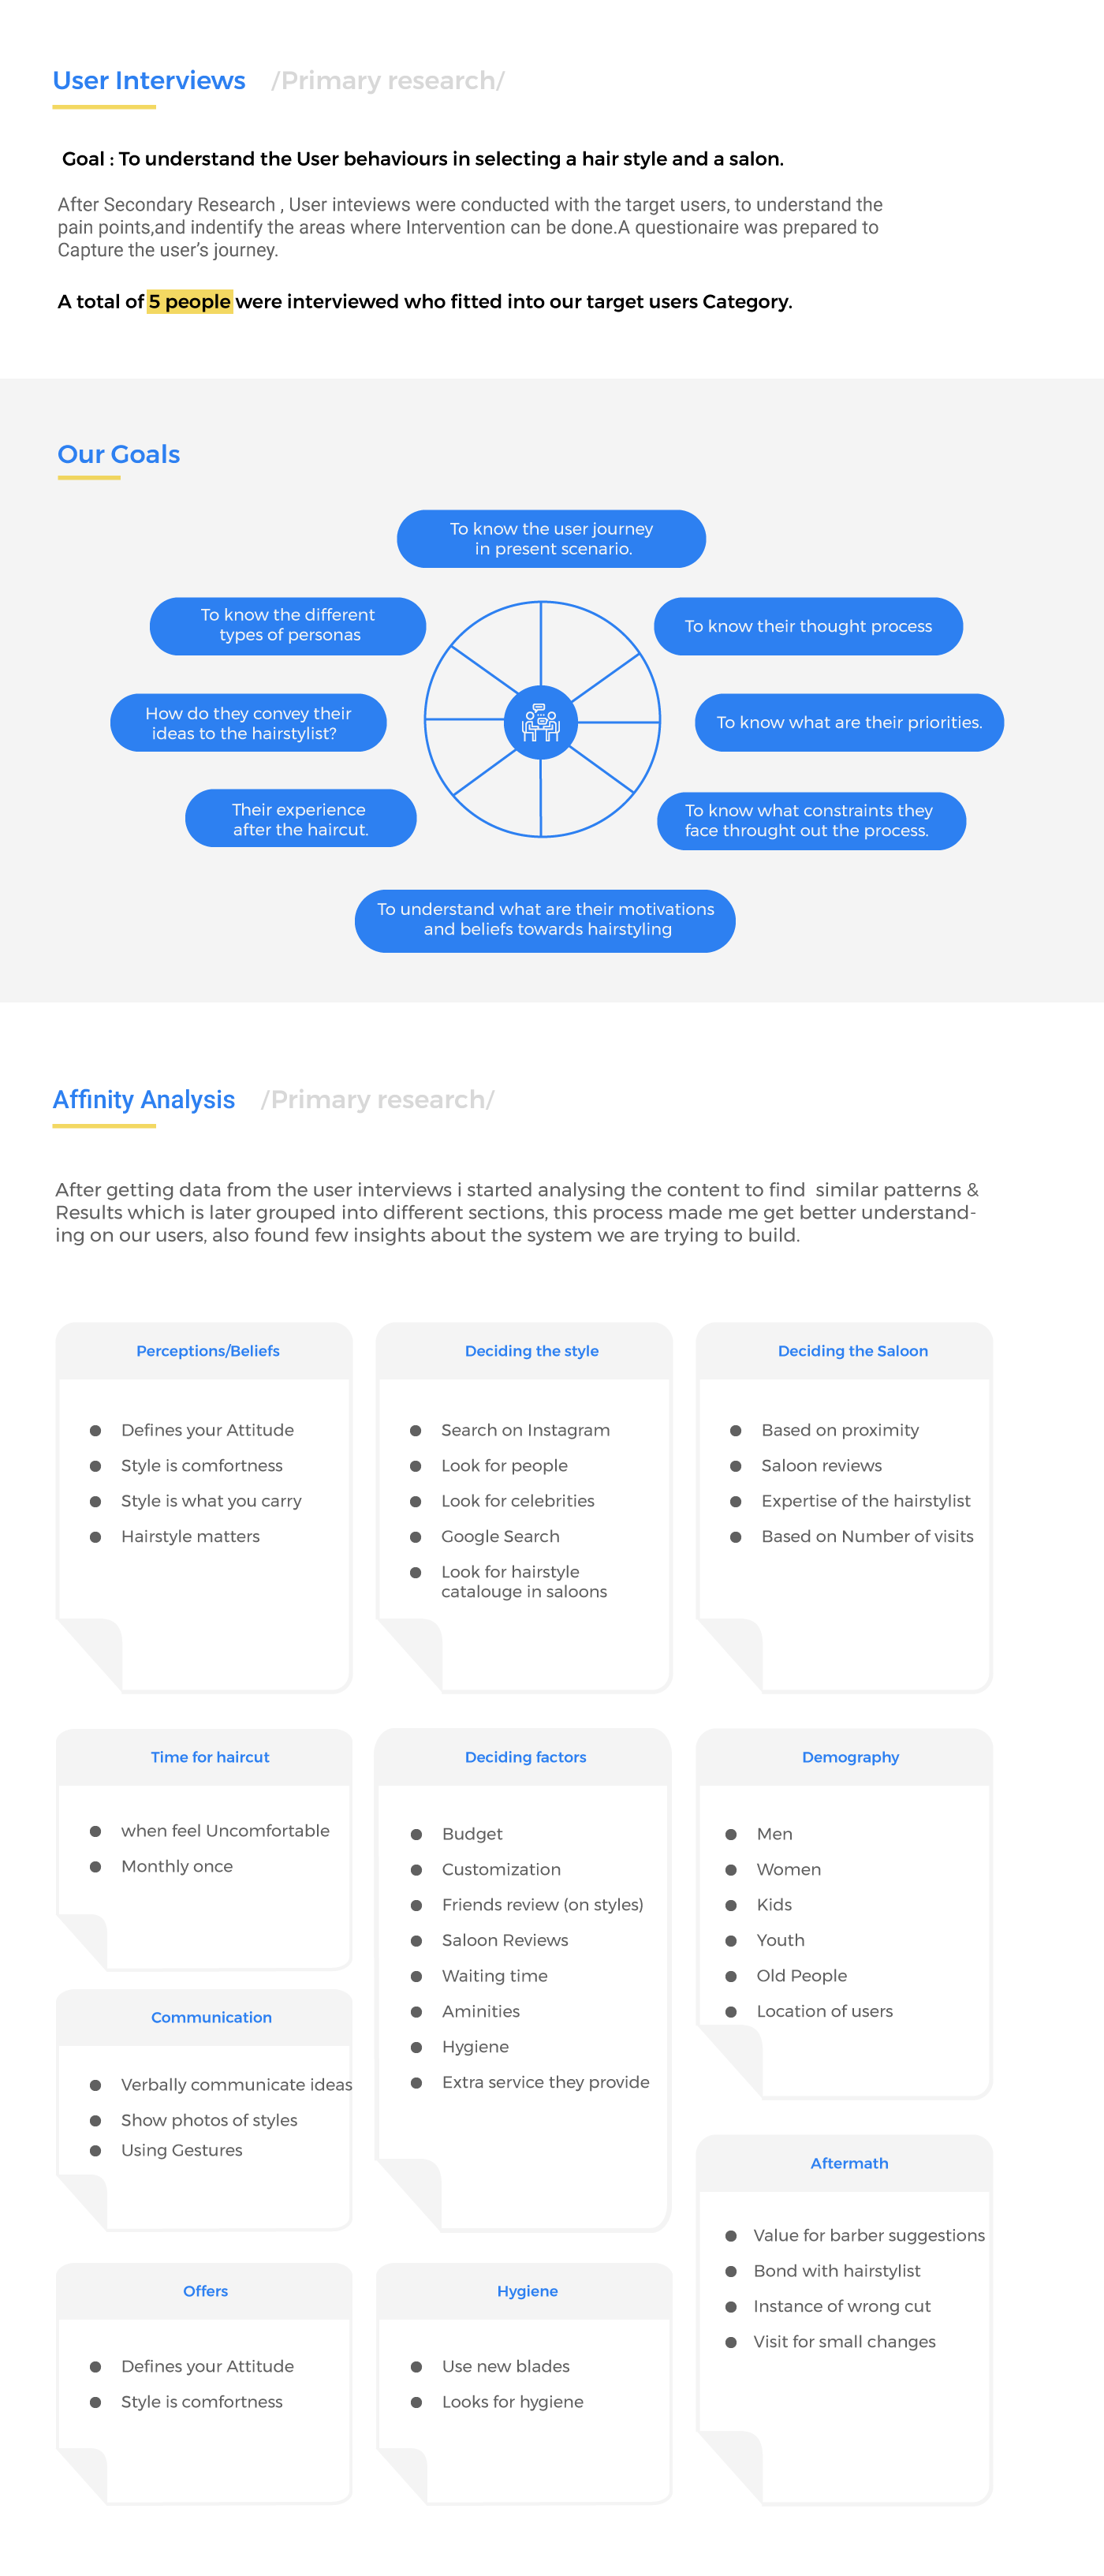 User Interviews /Primary research/
Goal : To understand the User behaviours in selecting a hair style and a salon.
After Secondary Research , User inteviews were conducted with the target users, to understand the
pain points,and indentify the areas where Intervention can be done.A questionaire was prepared to
Capture the user’s journey.
A total of 5 people were interviewed who fitted into our target users Category.
Our Goals
To know the user journey
in present scenario.
To know the different
types of personas
To know their thought process
How do they convey their
ideas to the hairstylist?
To know what are their priorities.
Their experience
after the haircut.
To know what constraints they
face throught out the process.
To understand what are their motivations
and beliefs towards hairstyling
Affinity Analysis /Primary research/
After getting data from the user interviews i started analysing the content to find similar patterns &
Results which is later grouped into different sections, this process made me get better understand-
ing on our users, also found few insights about the system we are trying to build.
Perceptions/Beliefs
Defines your Attitude
Style is comfortness
Style is what you carry
Hairstyle matters
Deciding the style
Search on Instagram
Look for people
Look for celebrities
Google Search
Look for hairstyle
catalouge in saloons
Deciding the Saloon
Based on proximity
Saloon reviews
Expertise of the hairstylist
Based on Number of visits
Time for haircut
when feel Uncomfortable
Monthly once
Deciding factors
Budget
Customization
Friends review (on styles)
Saloon Reviews
Waiting time
Aminities
Hygiene
Extra service they provide
Demography
Men
Women
Kids
Youth
Old People
Location of users
Communication
Verbally communicate ideas
Show photos of styles
Using Gestures
Aftermath
Value for barber suggestions
Bond with hairstylist
Instance of wrong cut
Visit for small changes
Offers
Defines your Attitude
Style is comfortness
Hygiene
Use new blades
Looks for hygiene